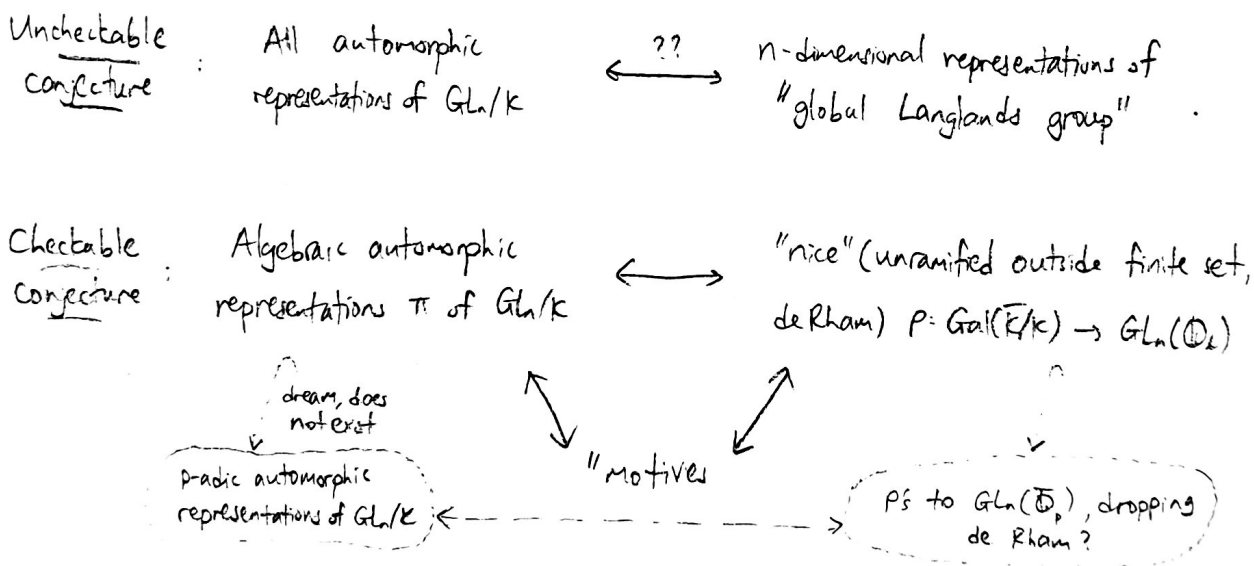 Uncheckable conjecture : All automorphic representations of GLn/K <-??-> n-dimensional representations of "global Langlands group".
Checkable conjecture : Algebraic automorphic representations π of GLn/K <-> "nice" (unramified outside finite set, de Rham) ρ: Gal(K̄/K) → GLn(Q̄ℓ)
dream, does not exist
"Motives
p-adic automorphic representations of GLn/K
ρ's to GLn(Q̄p), dropping de Rham?